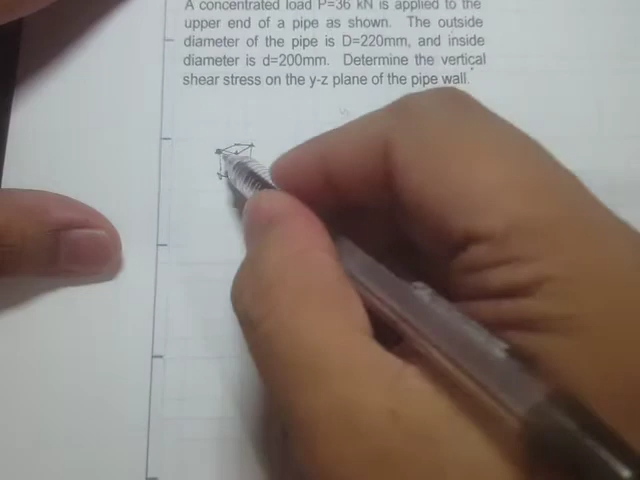 A concentrated load P=36 kN is applied to the
upper end of a pipe as shown. The outside
diameter of the pipe is D=220mm, and inside
diameter is d=200mm. Determine the vertical
shear stress on the y-z plane of the pipe wall.